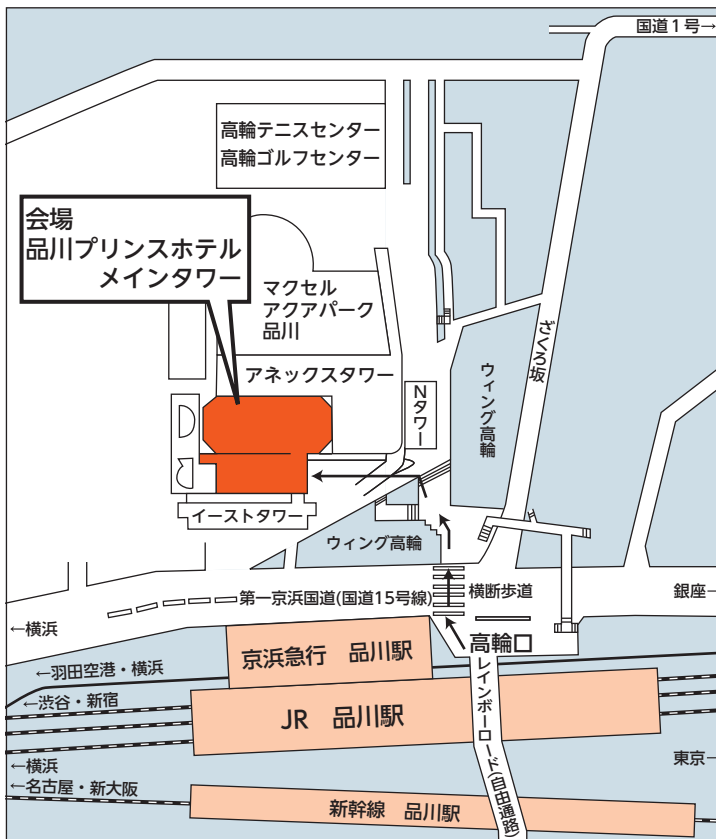 国道1号→
高輪テニスセンター
高輪ゴルフセンター
会場
品川プリンスホテル
メインタワー
マクセル
アクアパーク
品川
アネックスタワー
Nタワー
ウィング高輪
ざくろ坂
イーストタワー
ウィング高輪
第一京浜国道(国道15号線)
横断歩道
銀座→
←横浜
高輪口
京浜急行 品川駅
←羽田空港・横浜
←渋谷・新宿
JR 品川駅
レインボーロード(自由通路)
←横浜
東京→
←名古屋・新大阪
新幹線 品川駅